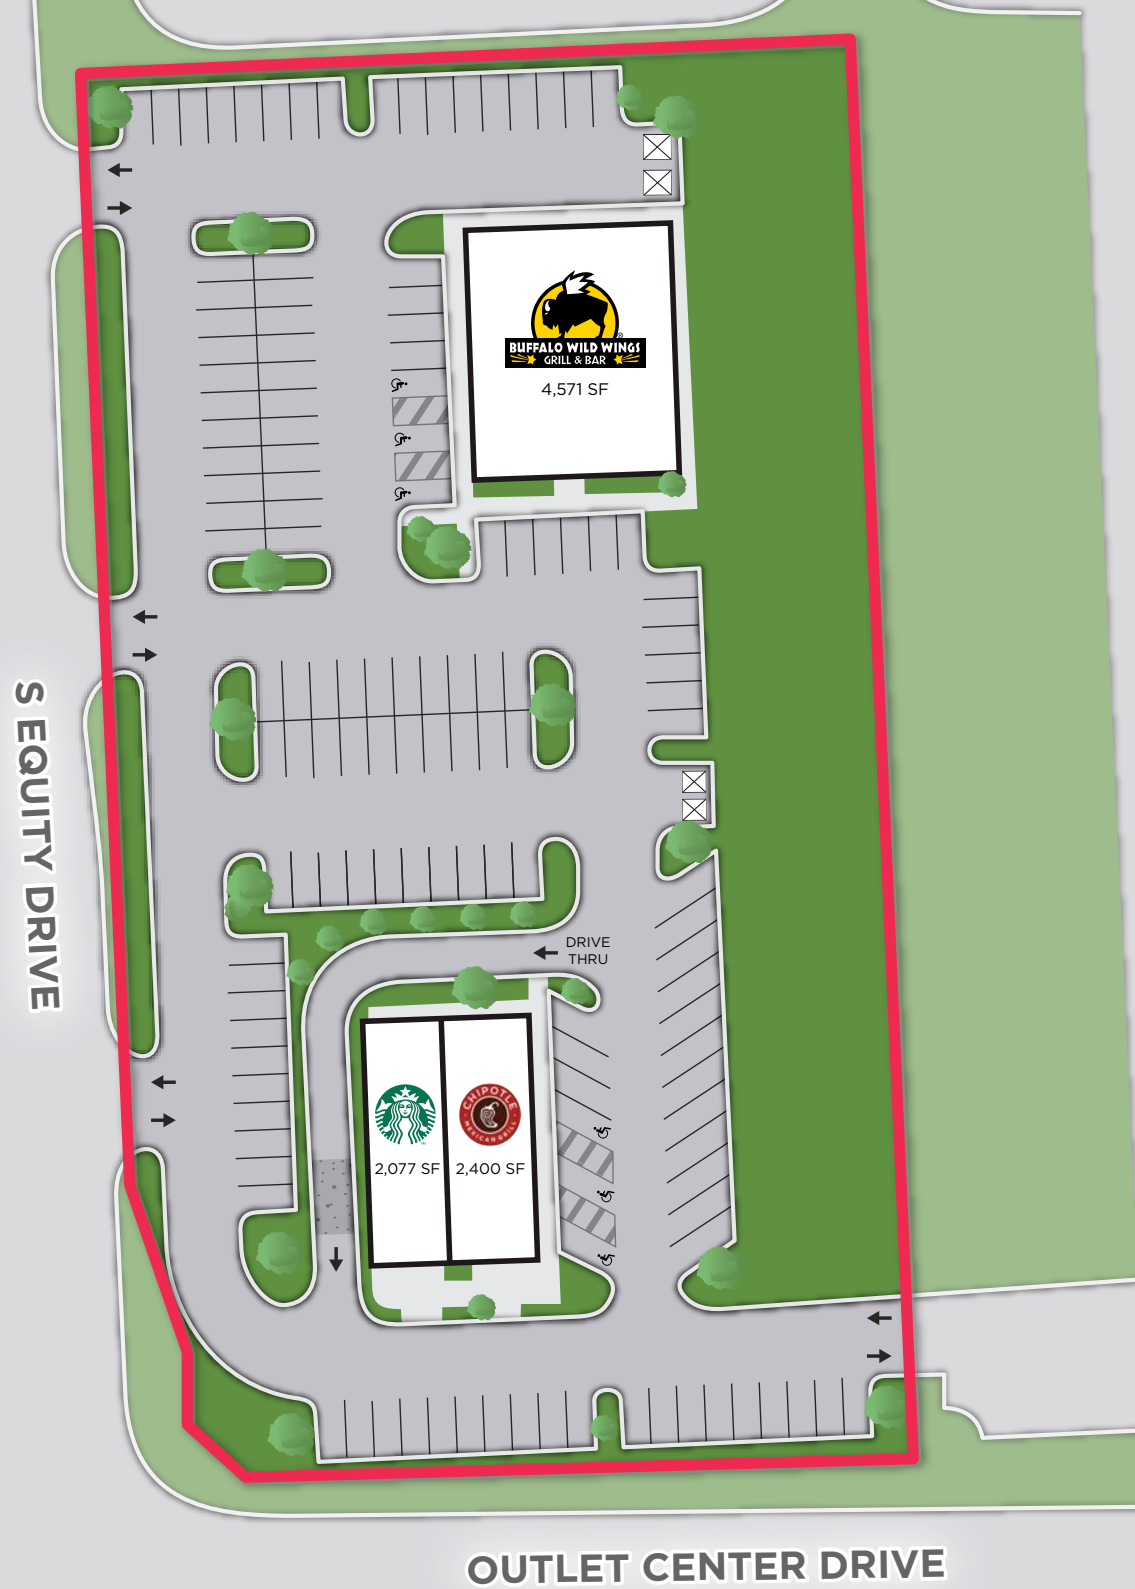 BUFFALO WILD WINGS
GRILL & BAR
®
4,571 SF
S EQUITY DRIVE
DRIVE
THRU
CHIPOTLE
MEXICAN GRILL
2,077 SF
2,400 SF
OUTLET CENTER DRIVE